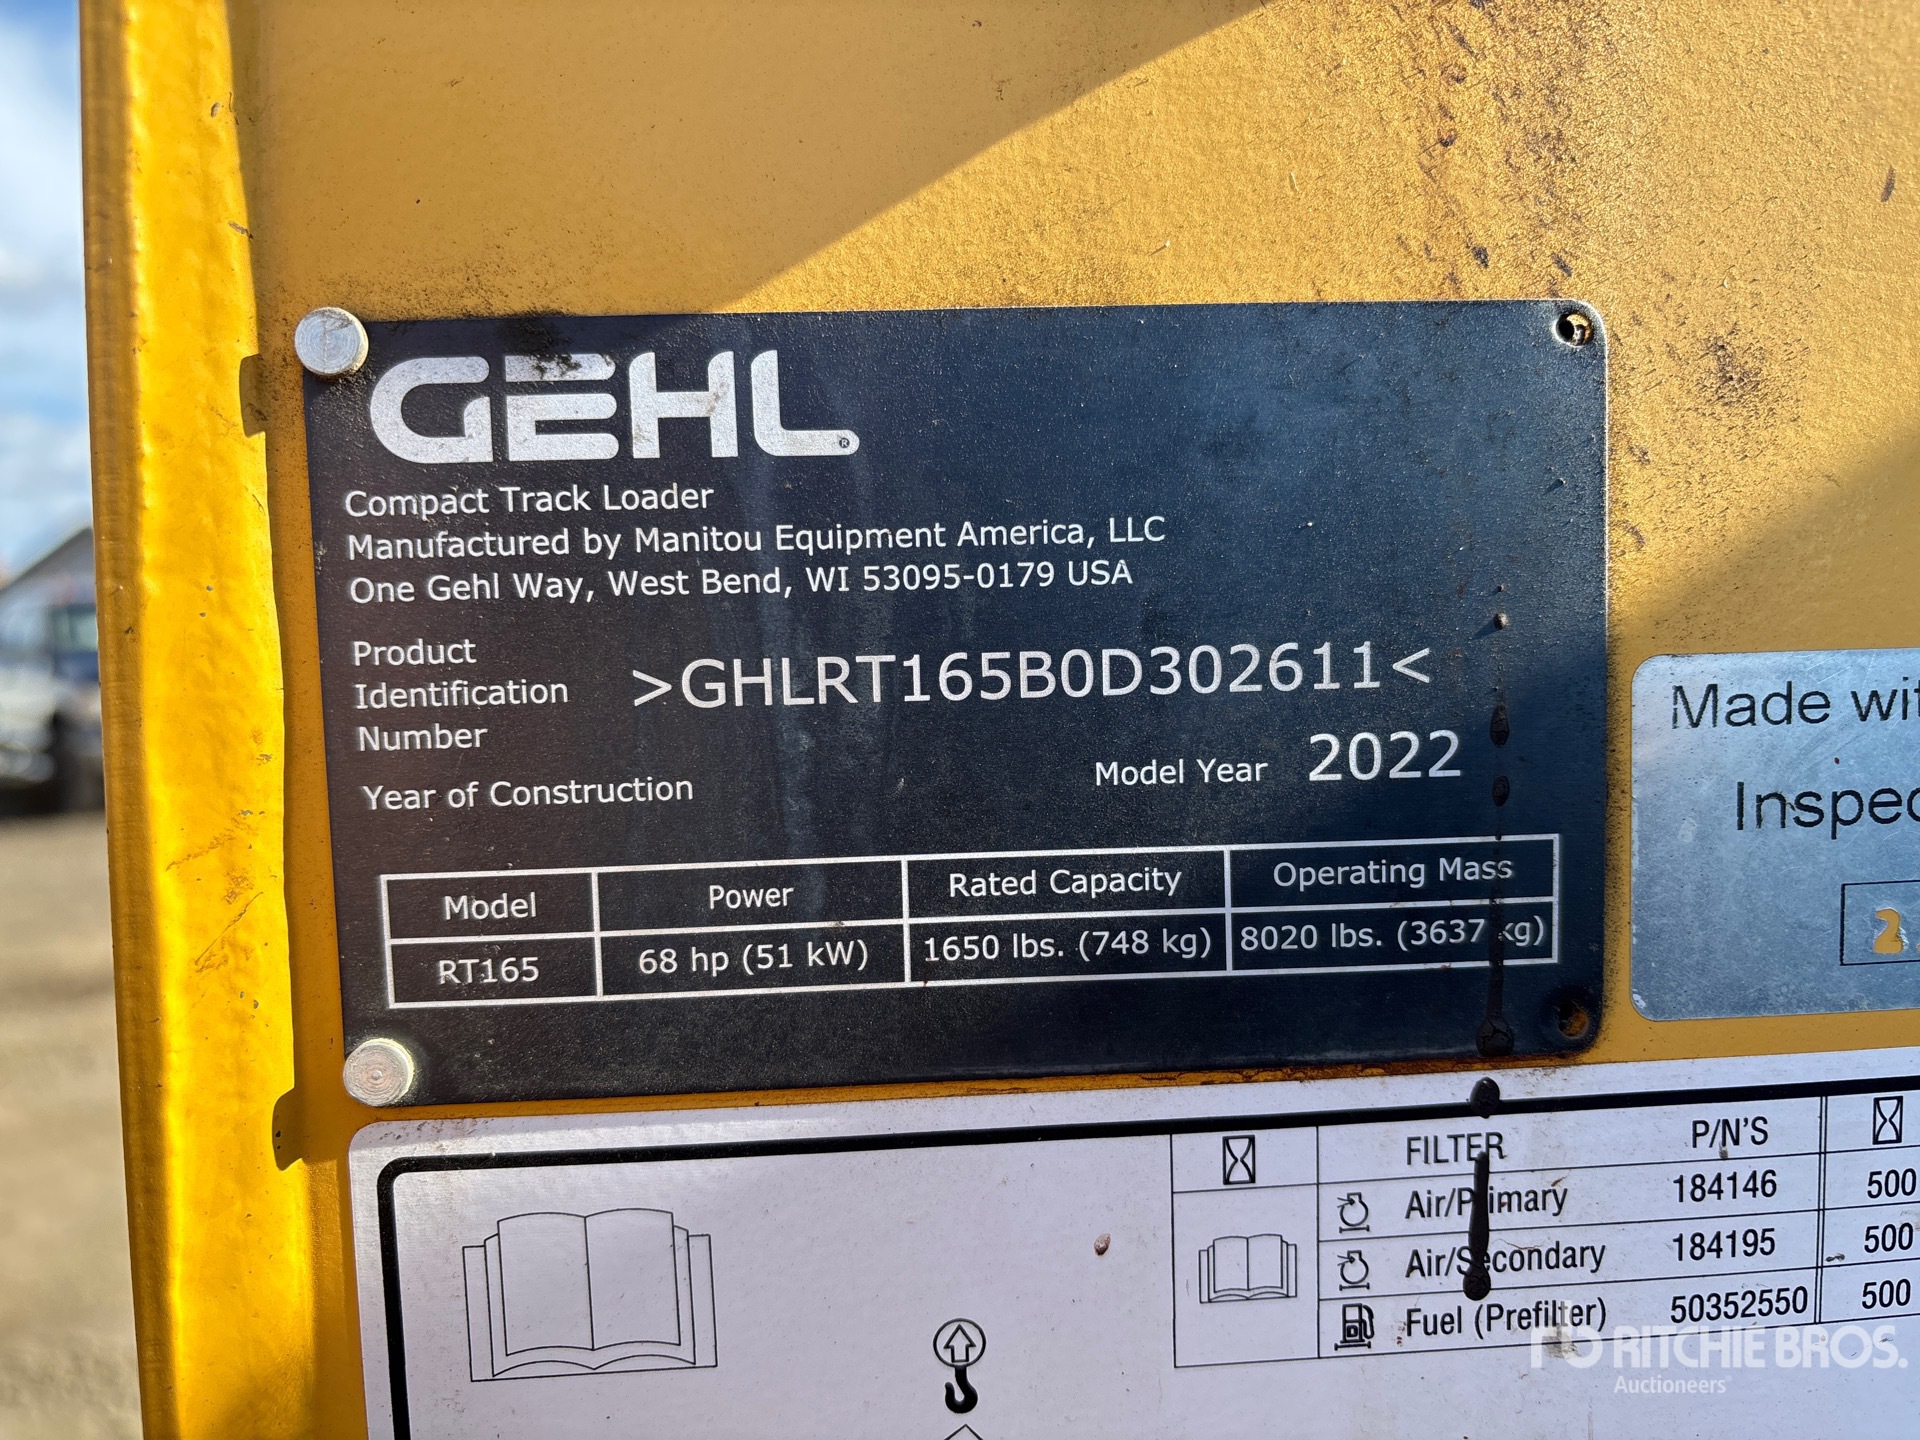 GEHL®
Compact Track Loader
Manufactured by Manitou Equipment America, LLC
One Gehl Way, West Bend, WI 53095-0179 USA
Product
Identification
Number
>GHLRT165B0D302611<
Year of Construction
Model Year 2022
Model Power Rated Capacity Operating Mass
RT165 68 hp (51 kW) 1650 lbs. (748 kg) 8020 lbs. (3637 kg)
Made
Inspec
2
FILTER P/N'S
Air/Primary 184146 500
Air/Secondary 184195 500
Fuel (Prefilter) 50352550 500
RITCHIE BROS.
Auctioneers